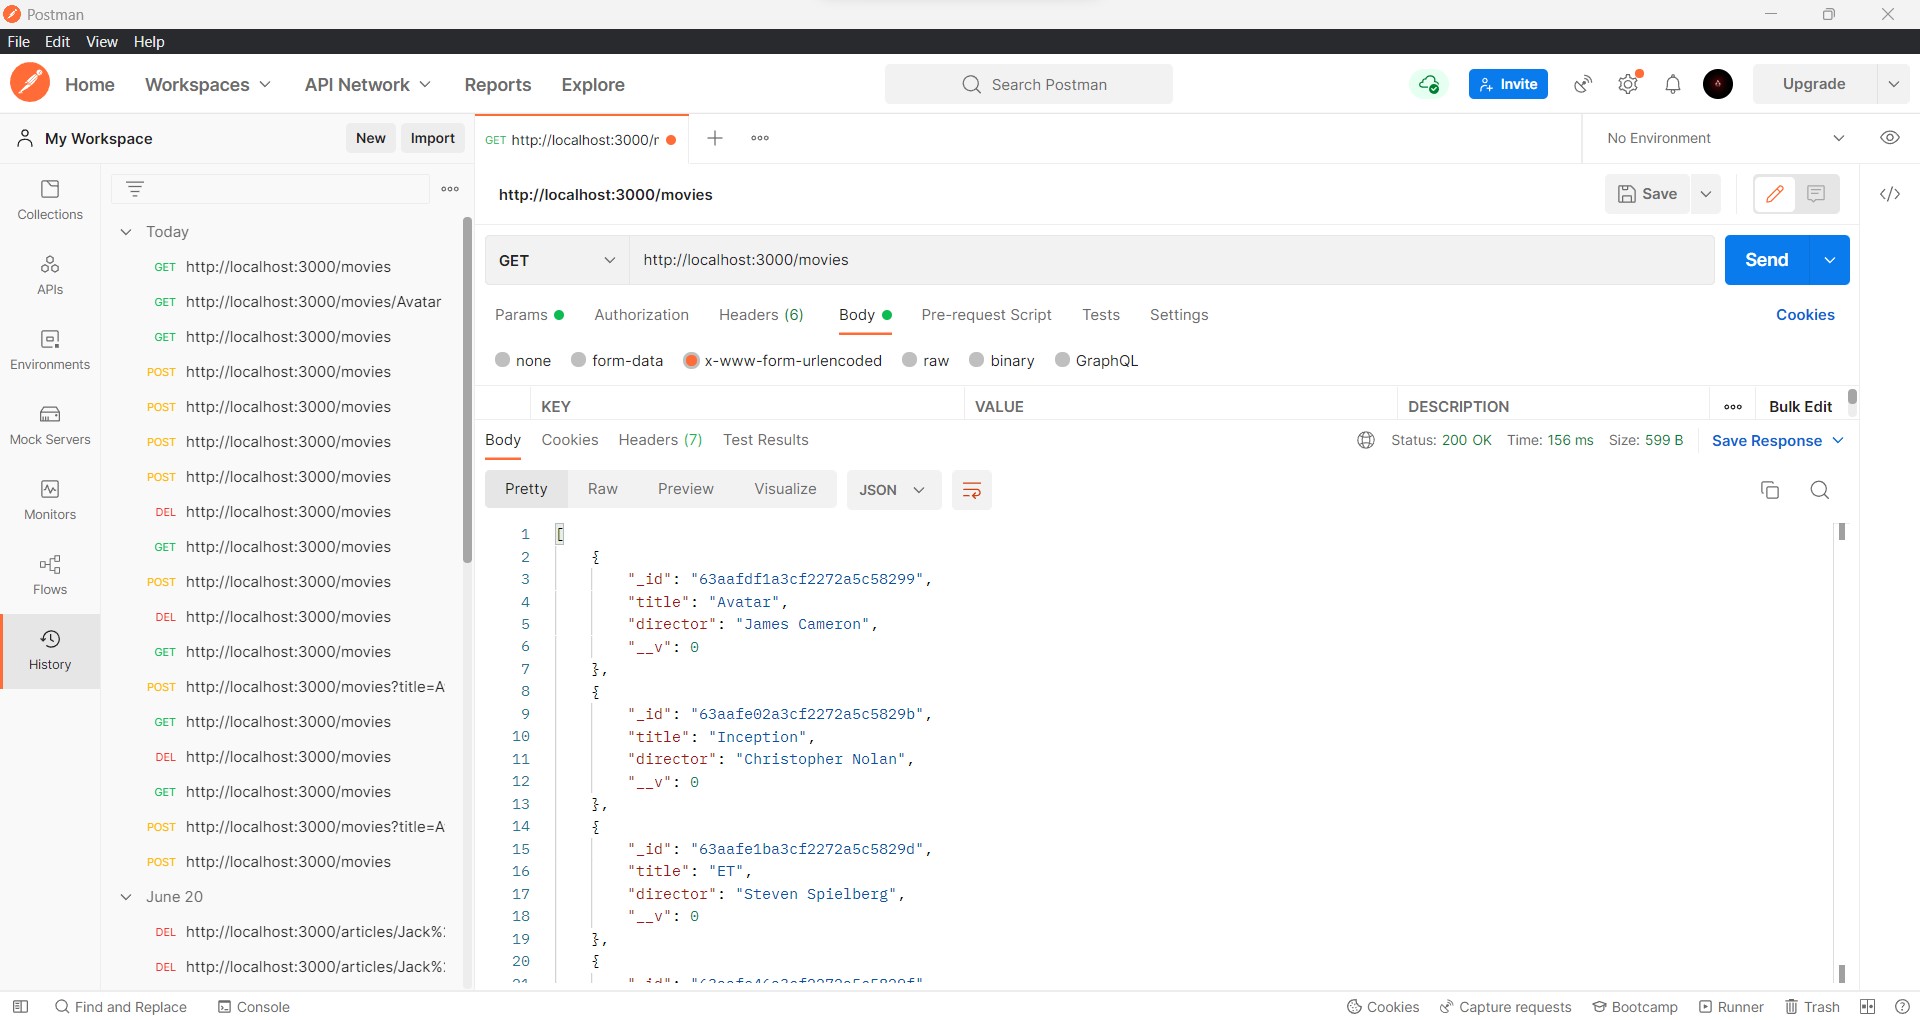 Postman
File Edit View Help
Home Workspaces API Network Reports Explore Search Postman Invite Upgrade
My Workspace New Import GET http://localhost:3000/r No Environment
http://localhost:3000/movies Save
Collections
APIs
Environments
Mock Servers
Monitors
Flows
History
Today
GET http://localhost:3000/movies
GET http://localhost:3000/movies/Avatar
GET http://localhost:3000/movies
POST http://localhost:3000/movies
POST http://localhost:3000/movies
POST http://localhost:3000/movies
POST http://localhost:3000/movies
DEL http://localhost:3000/movies
GET http://localhost:3000/movies
POST http://localhost:3000/movies
DEL http://localhost:3000/movies
GET http://localhost:3000/movies
POST http://localhost:3000/movies?title=A
GET http://localhost:3000/movies
DEL http://localhost:3000/movies
GET http://localhost:3000/movies
POST http://localhost:3000/movies?title=A
POST http://localhost:3000/movies
June 20
DEL http://localhost:3000/articles/Jack%
DEL http://localhost:3000/articles/Jack%
GET http://localhost:3000/movies Send
Params Authorization Headers (6) Body Pre-request Script Tests Settings Cookies
none form-data x-www-form-urlencoded raw binary GraphQL
KEY VALUE DESCRIPTION Bulk Edit
Body Cookies Headers (7) Test Results Status: 200 OK Time: 156 ms Size: 599 B Save Response
Pretty Raw Preview Visualize JSON
1 [
2 {
3 "_id": "63aafdf1a3cf2272a5c58299",
4 "title": "Avatar",
5 "director": "James Cameron",
6 "__v": 0
7 },
8 {
9 "_id": "63aafe02a3cf2272a5c5829b",
10 "title": "Inception",
11 "director": "Christopher Nolan",
12 "__v": 0
13 },
14 {
15 "_id": "63aafe1ba3cf2272a5c5829d",
16 "title": "ET",
17 "director": "Steven Spielberg",
18 "__v": 0
19 },
20 {
Find and Replace Console Cookies Capture requests Bootcamp Runner Trash